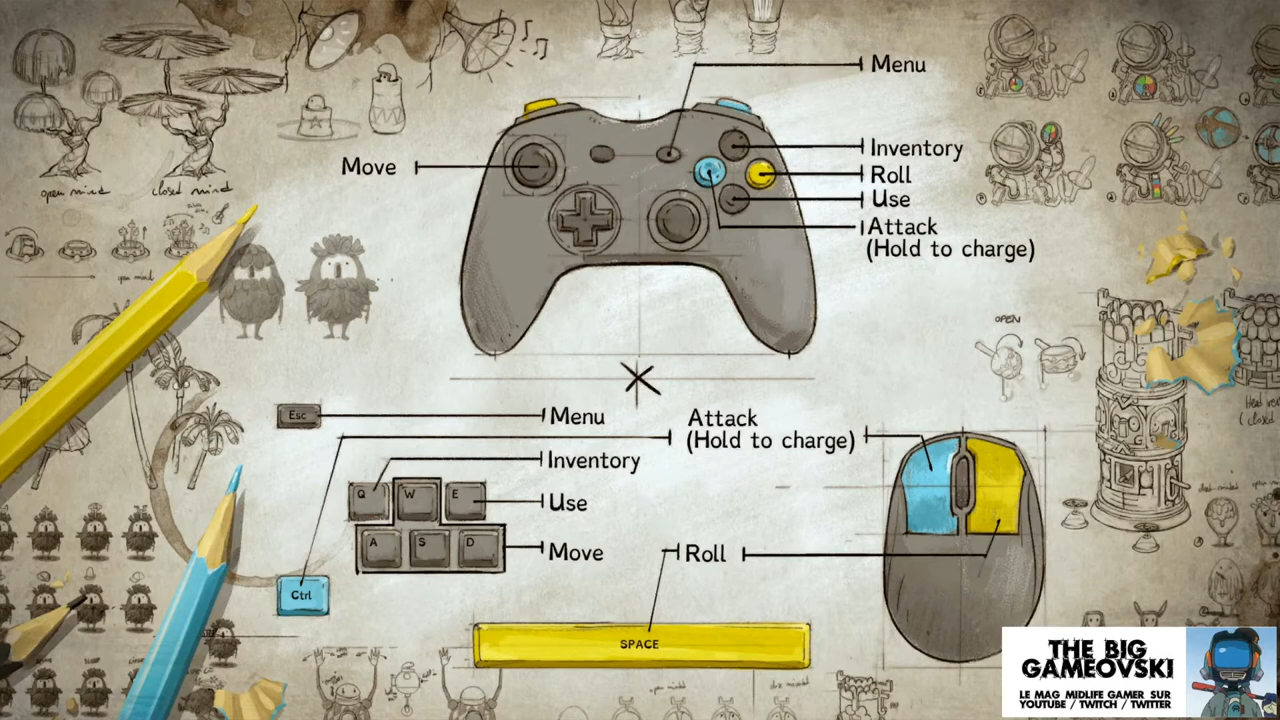 Menu
Move
Inventory
Roll
Use
Attack
(Hold to charge)
open mind
closed mind
OPEN
Esc
Menu
Attack
(Hold to charge)
Inventory
Q
W
E
Use
A
S
D
Move
Roll
Ctrl
SPACE
THE BIG
GAMEOVSKI
LE MAG MIDLIFE GAMER SUR
YOUTUBE / TWITCH / TWITTER